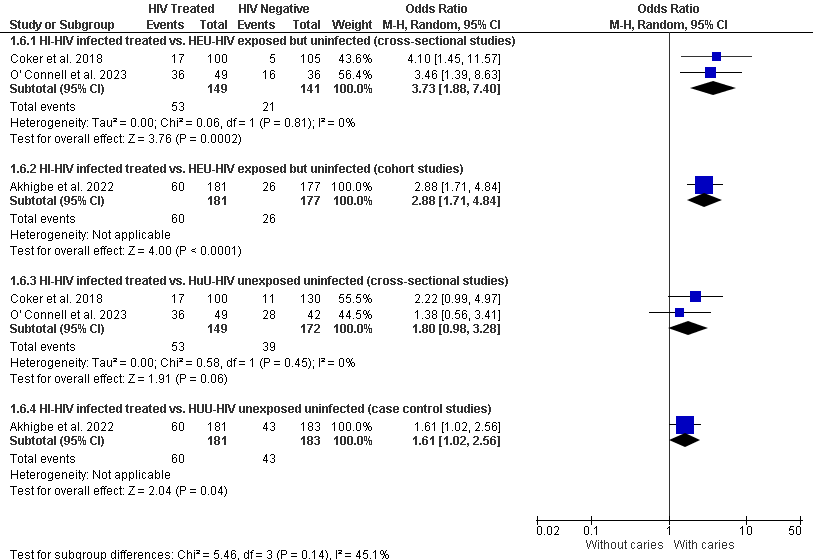 HIV Treated HIV Negative Odds Ratio Odds Ratio
Study or Subgroup Events Total Events Total Weight M-H, Random, 95% CI M-H, Random, 95% CI
1.6.1 HI-HIV infected treated vs. HEU-HIV exposed but uninfected (cross-sectional studies)
Coker et al. 2018 17 100 5 105 43.6% 4.10 [1.45, 11.57]
O' Connell et al. 2023 36 49 16 36 56.4% 3.46 [1.39, 8.63]
Subtotal (95% CI) 149 141 100.0% 3.73 [1.88, 7.40]
Total events 53 21
Heterogeneity: Tau² = 0.00; Chi² = 0.06, df = 1 (P = 0.81); I² = 0%
Test for overall effect: Z = 3.76 (P = 0.0002)
1.6.2 HI-HIV infected treated vs. HEU-HIV exposed but uninfected (cohort studies)
Akhigbe et al. 2022 60 181 26 177 100.0% 2.88 [1.71, 4.84]
Subtotal (95% CI) 181 177 100.0% 2.88 [1.71, 4.84]
Total events 60 26
Heterogeneity: Not applicable
Test for overall effect: Z = 4.00 (P < 0.0001)
1.6.3 HI-HIV infected treated vs. HuU-HIV unexposed uninfected (cross-sectional studies)
Coker et al. 2018 17 100 11 130 55.5% 2.22 [0.99, 4.97]
O' Connell et al. 2023 36 49 28 42 44.5% 1.38 [0.56, 3.41]
Subtotal (95% CI) 149 172 100.0% 1.80 [0.98, 3.28]
Total events 53 39
Heterogeneity: Tau² = 0.00; Chi² = 0.58, df = 1 (P = 0.45); I² = 0%
Test for overall effect: Z = 1.91 (P = 0.06)
1.6.4 HI-HIV infected treated vs. HUU-HIV unexposed uninfected (case control studies)
Akhigbe et al. 2022 60 181 43 183 100.0% 1.61 [1.02, 2.56]
Subtotal (95% CI) 181 183 100.0% 1.61 [1.02, 2.56]
Total events 60 43
Heterogeneity: Not applicable
Test for overall effect: Z = 2.04 (P = 0.04)
0.02 0.1 1 10 50
Without caries With caries
Test for subgroup differences: Chi² = 5.46, df = 3 (P = 0.14), I² = 45.1%